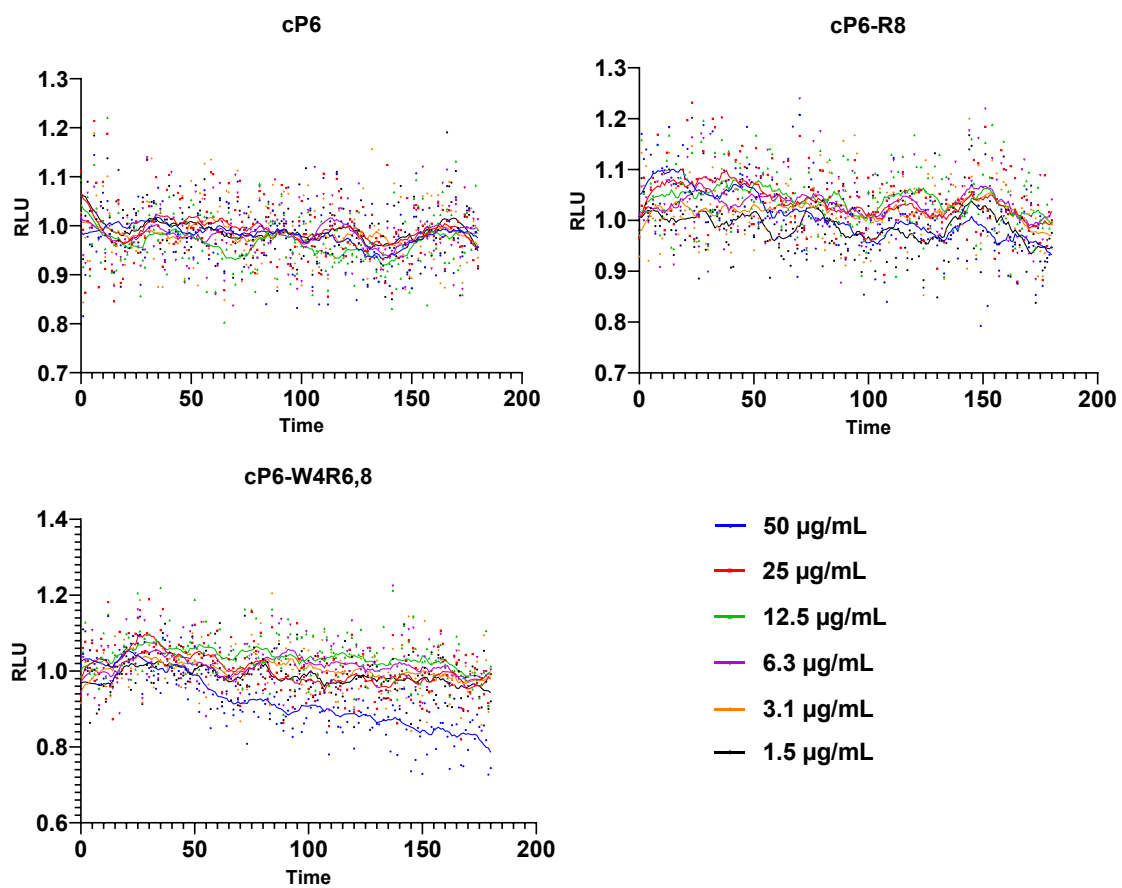 cP6
1.3
1.2
1.1
1.0
0.9
0.8
0.7
RLU
0 50 100 150 200
Time
cP6-R8
1.3
1.2
1.1
1.0
0.9
0.8
0.7
RLU
0 50 100 150 200
Time
cP6-W4R6,8
1.4
1.2
1.0
0.8
0.6
RLU
0 50 100 150 200
Time
50 µg/mL
25 µg/mL
12.5 µg/mL
6.3 µg/mL
3.1 µg/mL
1.5 µg/mL